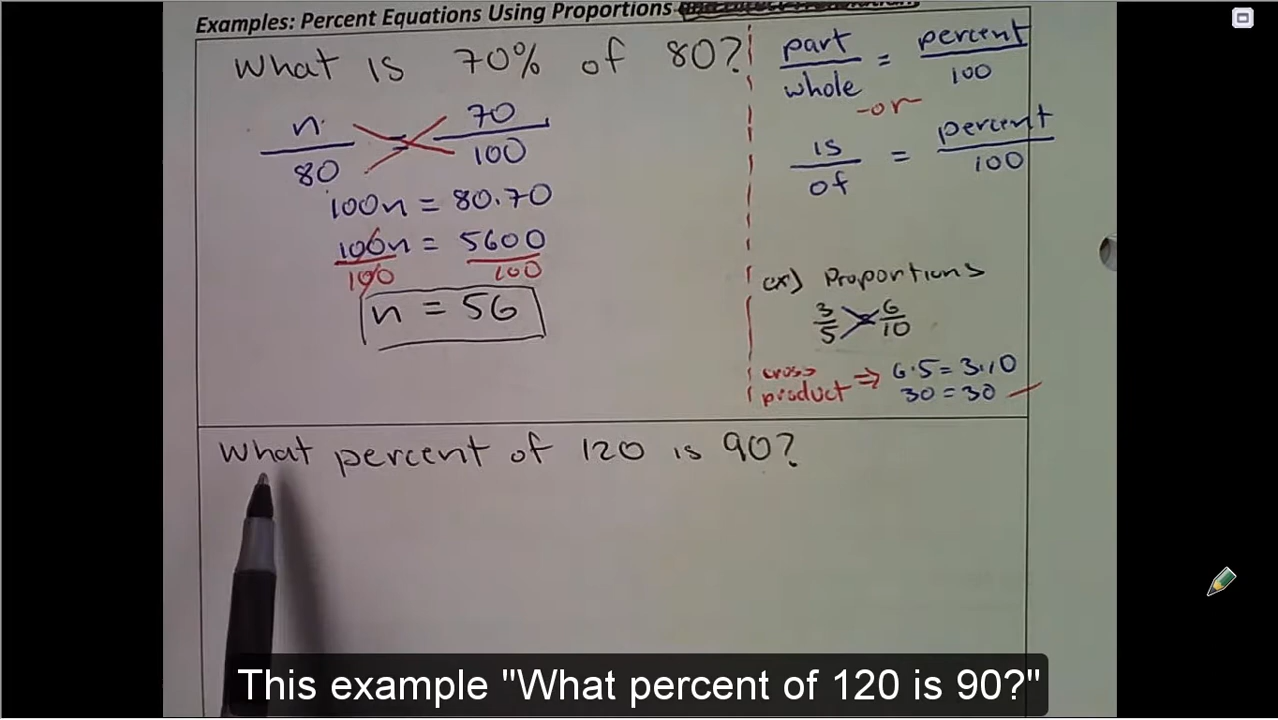 Examples: Percent Equations Using Proportions
What is 70% of 80?
n/80 = 70/100
100n = 80.70
100n = 5600
100 100
n = 56
part/whole = percent/100
-or-
is/of = percent/100
ex) Proportions
3/5 6/10
cross product ⇒ 6.5 = 3.10
30 = 30
What percent of 120 is 90?
This example "What percent of 120 is 90?"